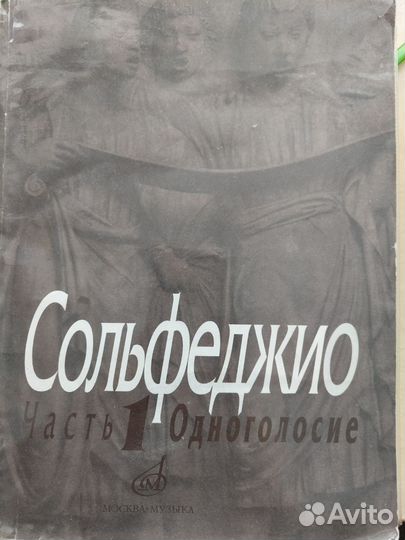 Сольфеджио
Часть 1 Одноголосие
МОСКВА·МУЗЫКА
Avito